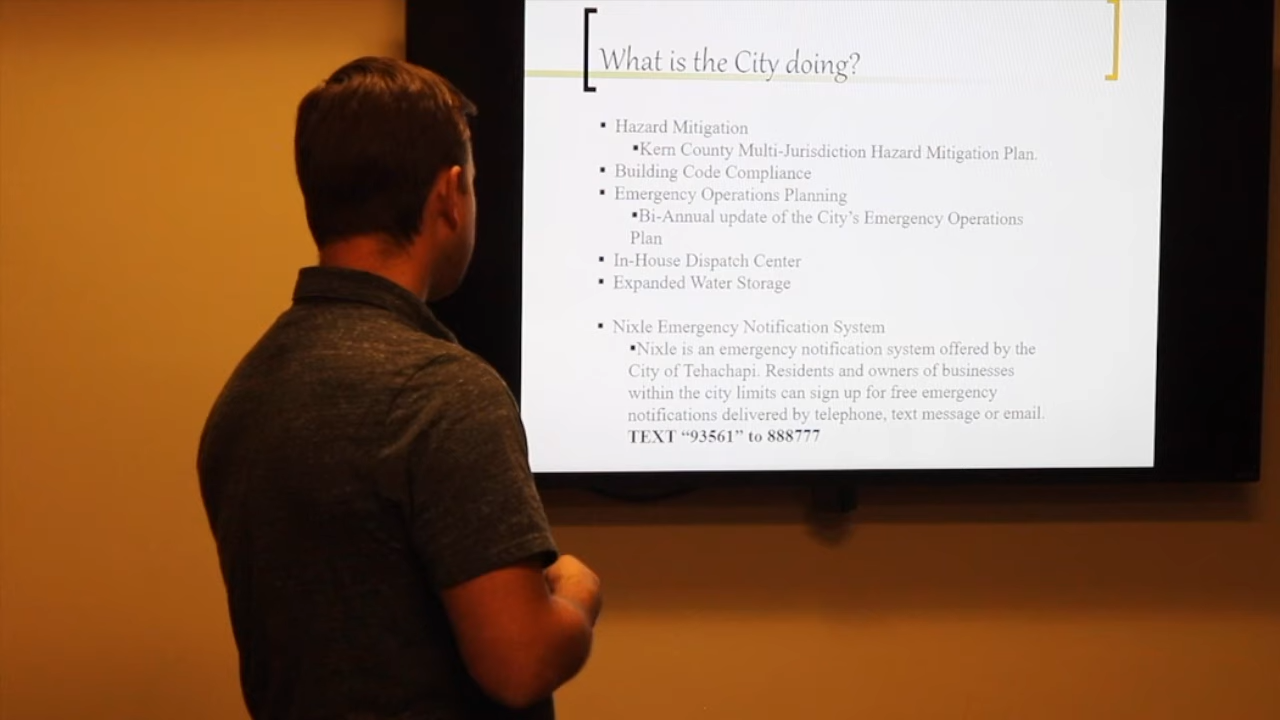 What is the City doing?
▪ Hazard Mitigation
▪Kern County Multi-Jurisdiction Hazard Mitigation Plan.
▪ Building Code Compliance
▪ Emergency Operations Planning
▪Bi-Annual update of the City's Emergency Operations
Plan
▪ In-House Dispatch Center
▪ Expanded Water Storage
▪ Nixle Emergency Notification System
▪Nixle is an emergency notification system offered by the
City of Tehachapi. Residents and owners of businesses
within the city limits can sign up for free emergency
notifications delivered by telephone, text message or email.
TEXT “93561” to 888777